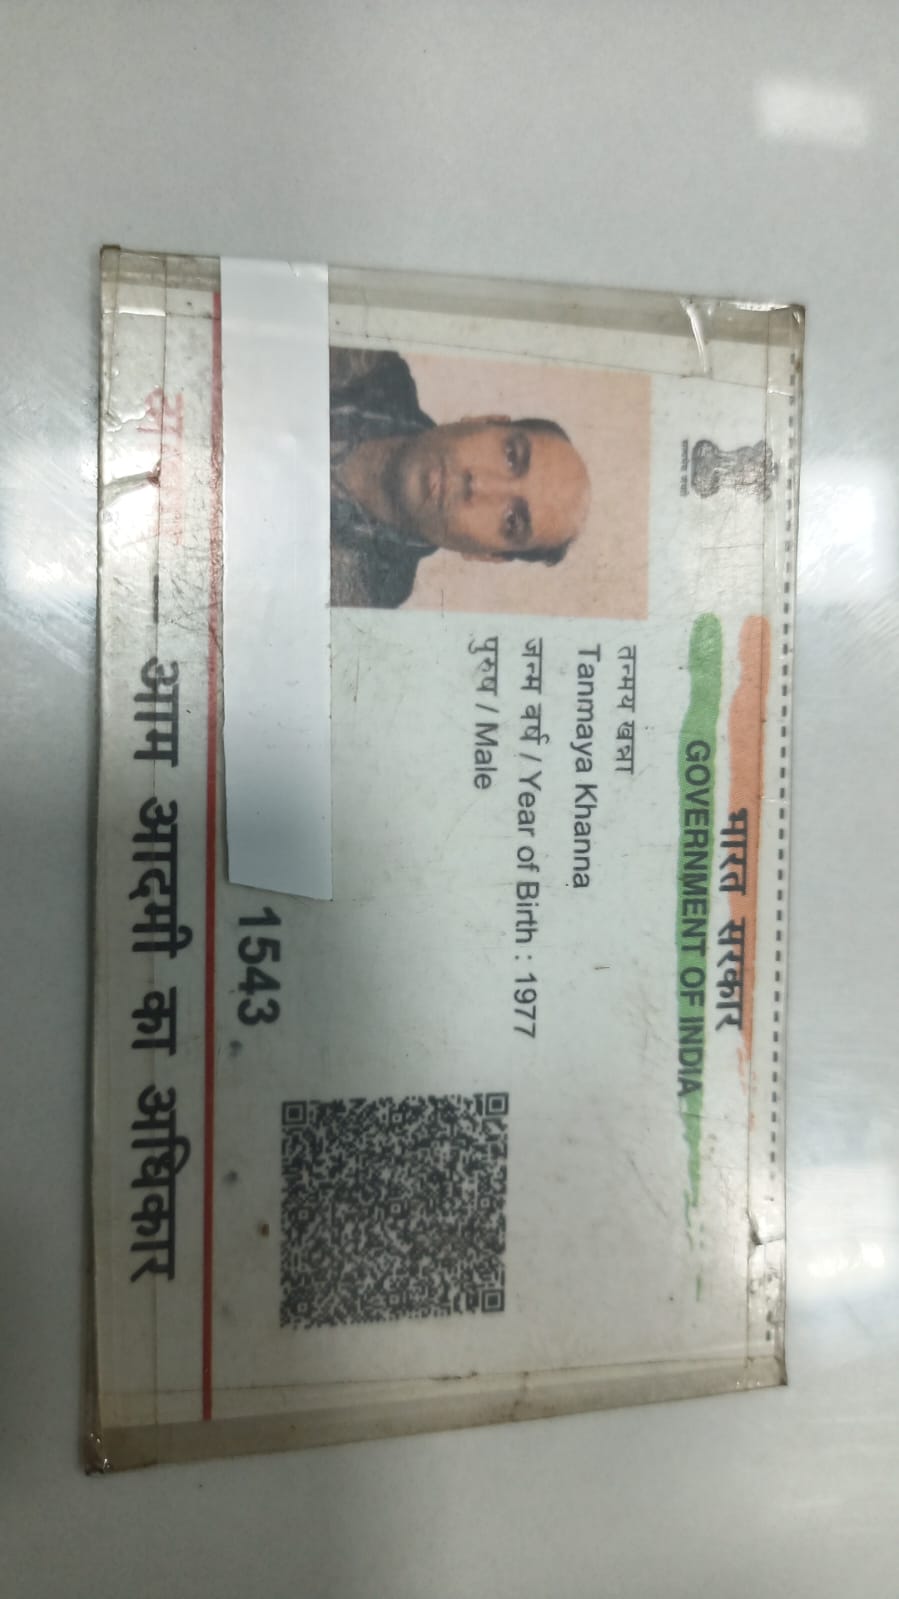 भारत सरकार
GOVERNMENT OF INDIA
तन्मय खन्ना
Tanmaya Khanna
जन्म वर्ष / Year of Birth : 1977
पुरुष / Male
1543
आम आदमी का अधिकार